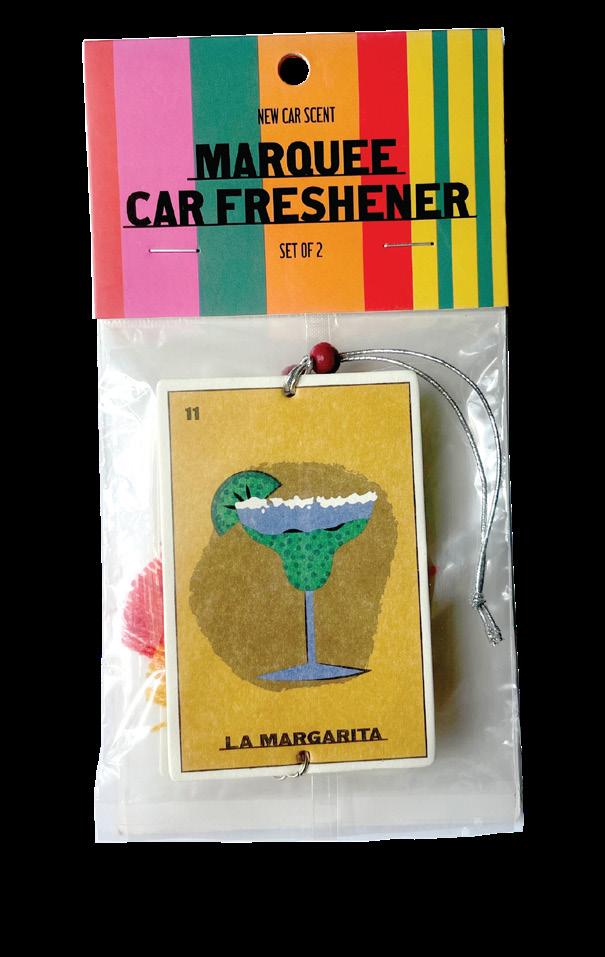 NEW CAR SCENT
MARQUEE
CAR FRESHENER
SET OF 2
11
LA MARGARITA